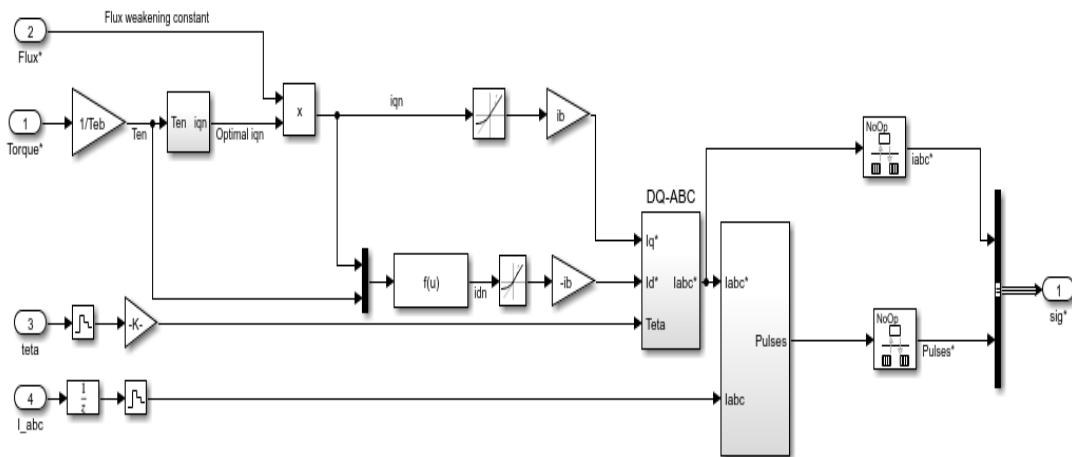 Flux weakening constant
2
Flux*
1
Torque*
1/Teb
Ten
Ten iqn
Optimal iqn
x
iqn
ib
NoOp
iabc*
DQ-ABC
Iq*
Id*
Iabc*
Teta
f(u)
idn
-ib
Iabc*
Pulses
Iabc
NoOp
Pulses*
1
sig*
3
teta
-K-
4
I_abc
1
z